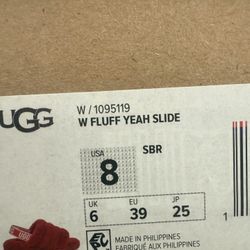 UGG
W / 1095119
W FLUFF YEAH SLIDE
USA
8
SBR
UK
6
EU
39
JP
25
1
MADE IN PHILIPPINES
FABRIQUÉ AUX PHILIPPINES